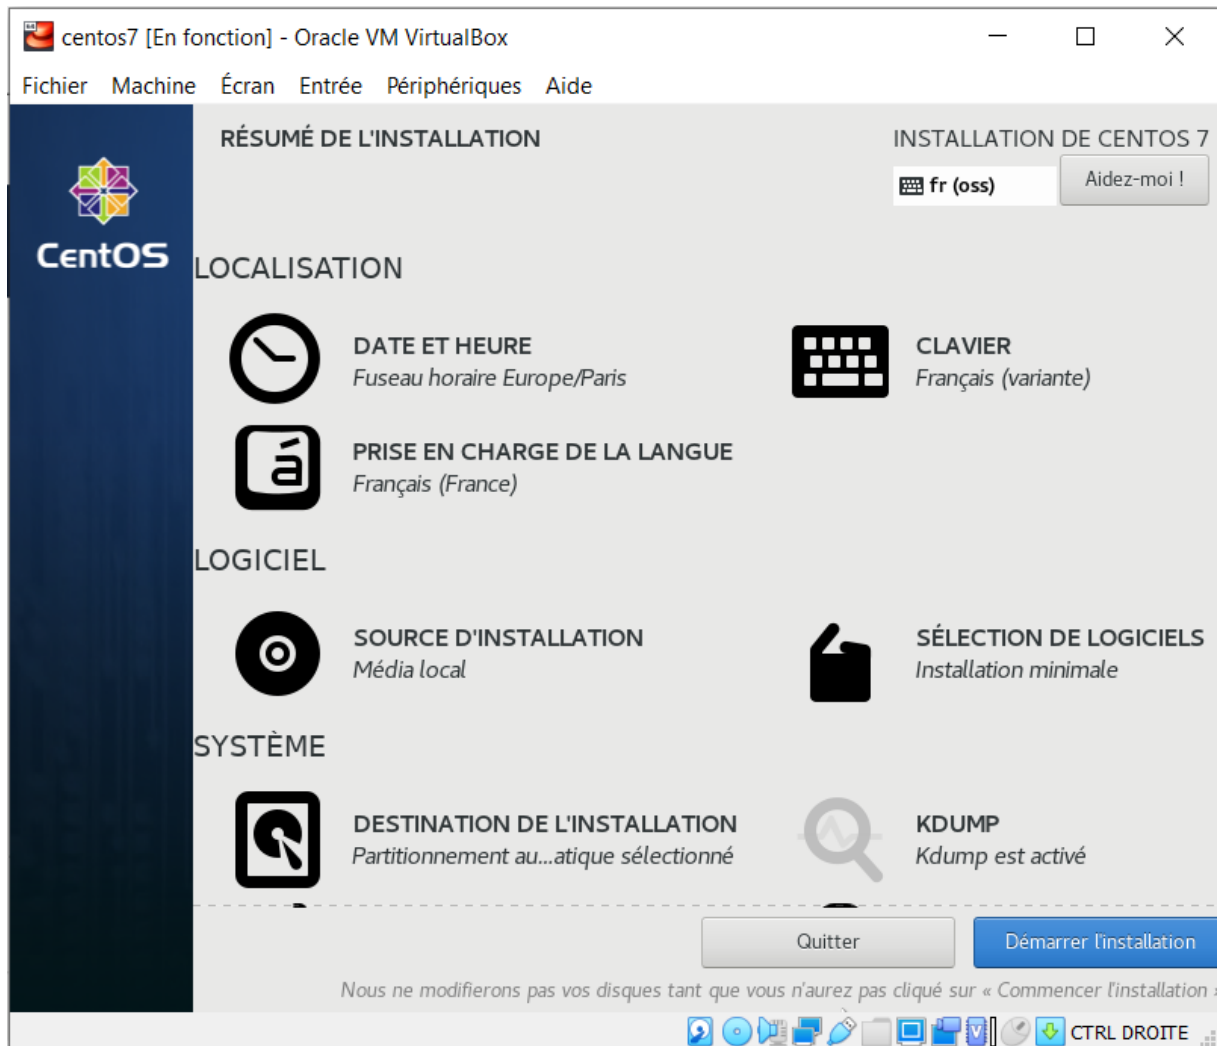 centos7 [En fonction] - Oracle VM VirtualBox
Fichier Machine Écran Entrée Périphériques Aide
RÉSUMÉ DE L'INSTALLATION
INSTALLATION DE CENTOS 7
fr (oss)
Aidez-moi !
CentOS
LOCALISATION
DATE ET HEURE
Fuseau horaire Europe/Paris
CLAVIER
Français (variante)
á
PRISE EN CHARGE DE LA LANGUE
Français (France)
LOGICIEL
SOURCE D'INSTALLATION
Média local
SÉLECTION DE LOGICIELS
Installation minimale
SYSTÈME
DESTINATION DE L'INSTALLATION
Partitionnement au...atique sélectionné
KDUMP
Kdump est activé
Quitter
Démarrer l'installation
Nous ne modifierons pas vos disques tant que vous n'aurez pas cliqué sur « Commencer l'installation »
CTRL DROITE